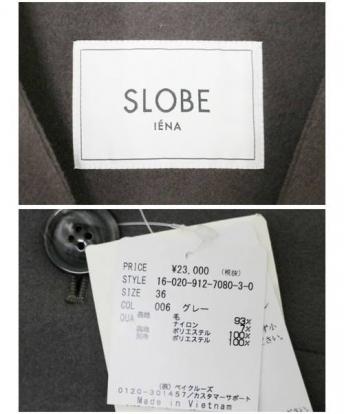 SLOBE
IÉNA
PRICE ¥23,000 (税抜)
STYLE 16-020-912-7080-3-0
SIZE 36
COL 006 グレー
QUA 表地 毛 93%
ナイロン 7%
ポリエステル 100%
ポリエステル 100%
(株) ベイクルーズ
0120-301457/カスタマーサポート
Made in Vietnam